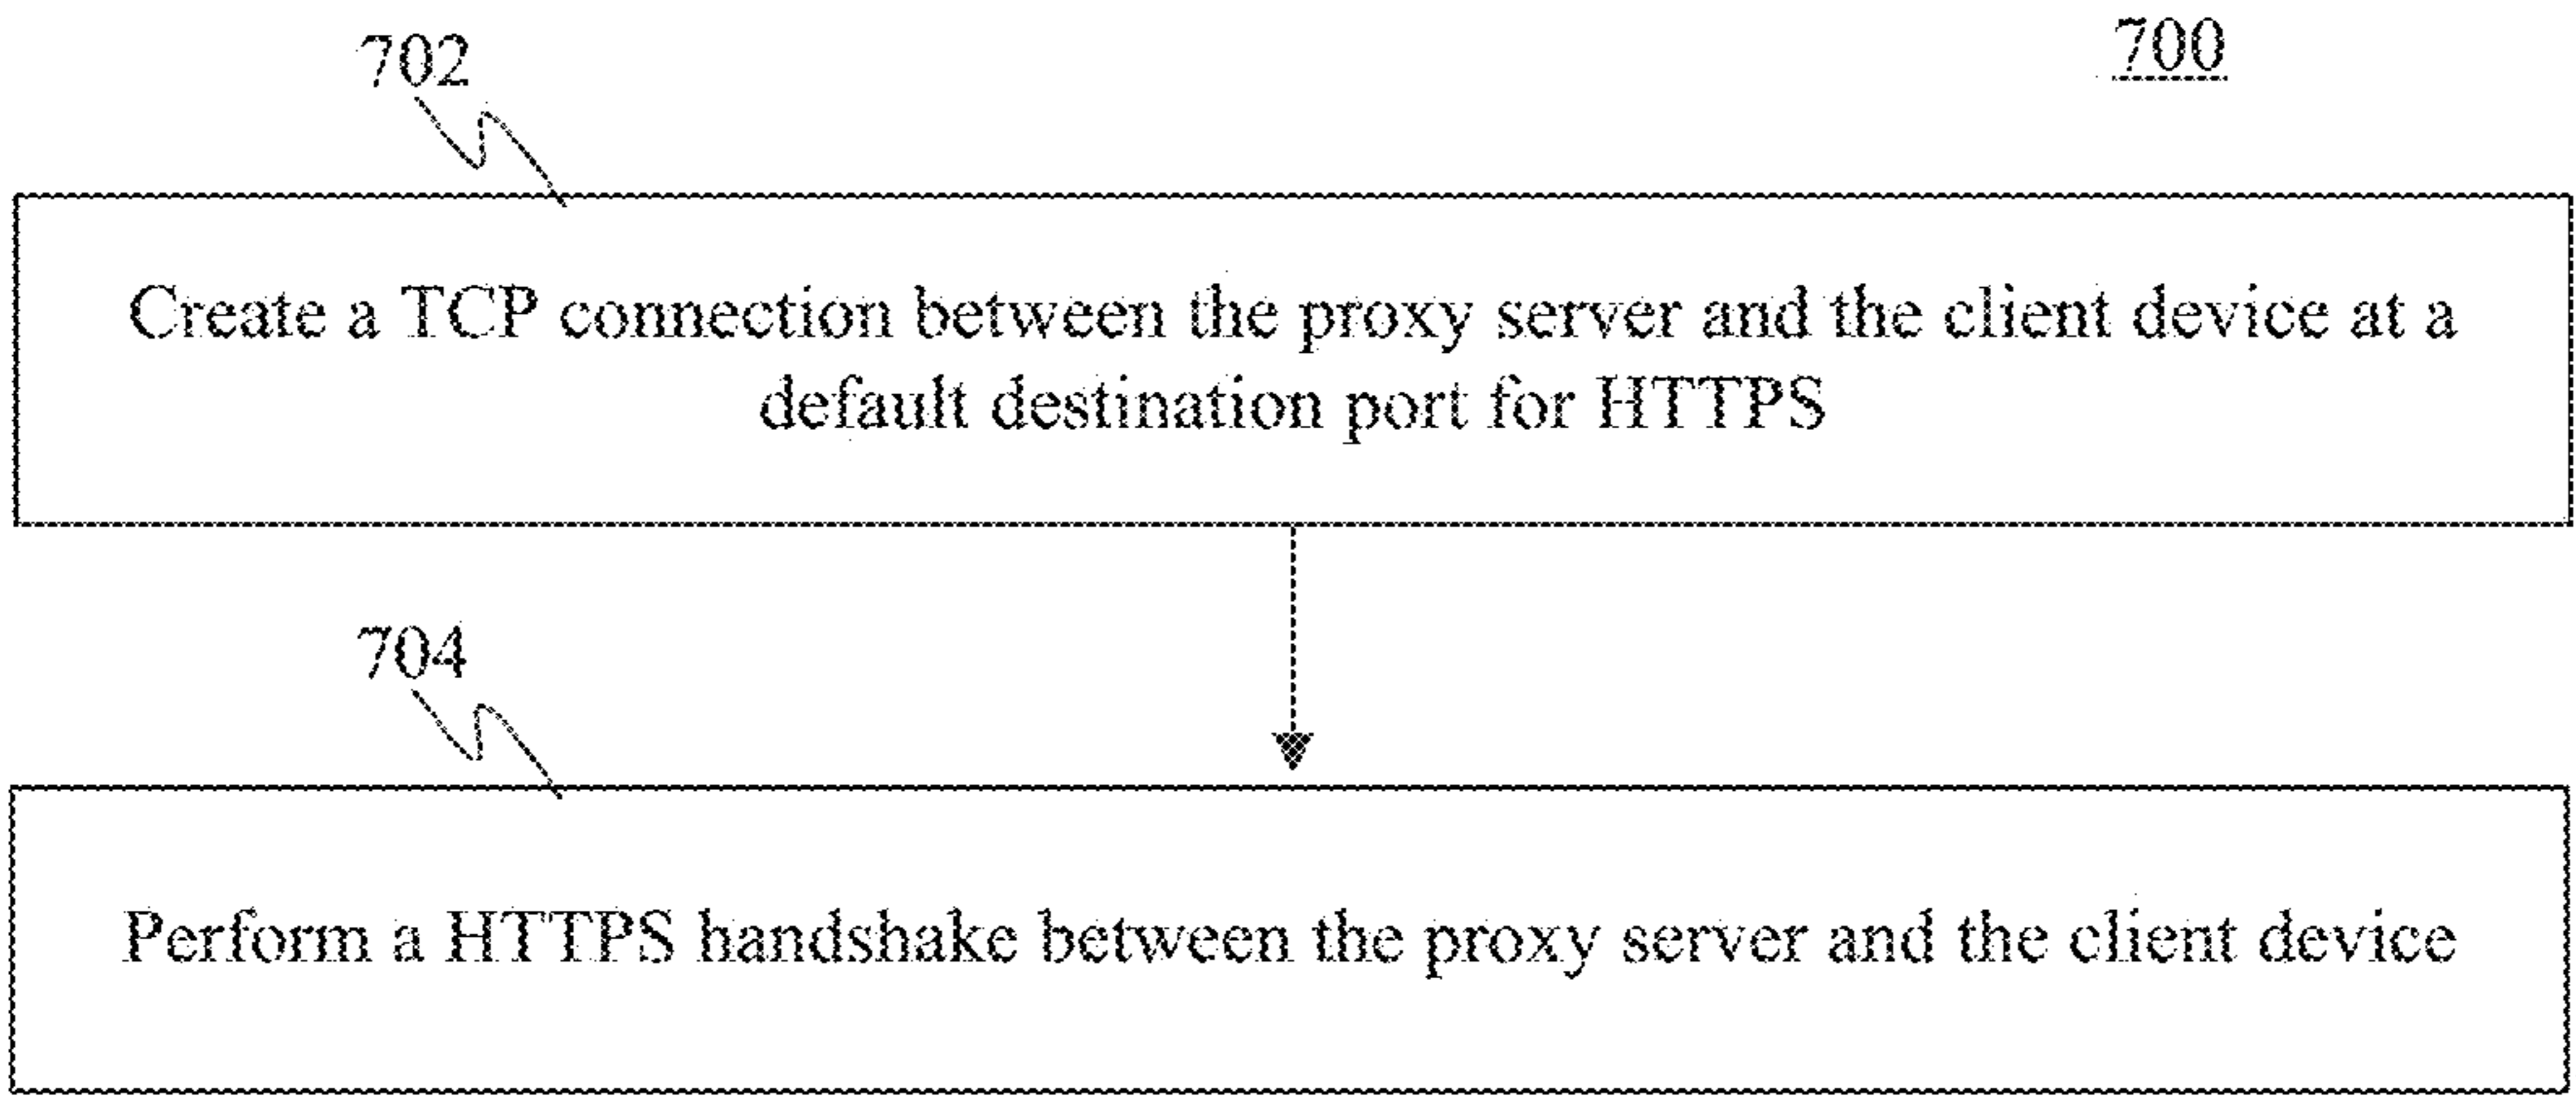 702
700
Create a TCP connection between the proxy server and the client device at a
default destination port for HTTPS
704
Perform a HTTPS handshake between the proxy server and the client device